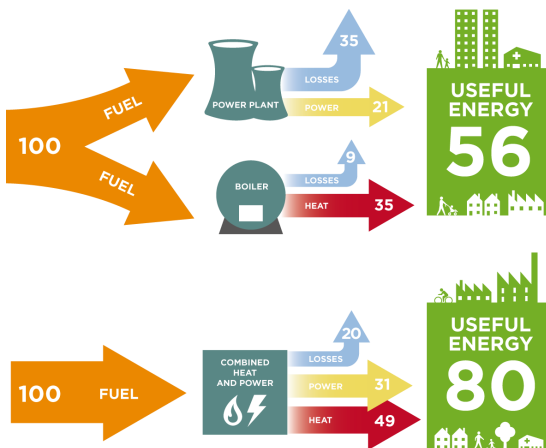 35
LOSSES
FUEL
POWER PLANT
POWER
21
USEFUL
ENERGY
56
100
FUEL
BOILER
9
LOSSES
HEAT
35
20
LOSSES
USEFUL
ENERGY
80
100
FUEL
COMBINED
HEAT
AND POWER
POWER
31
HEAT
49